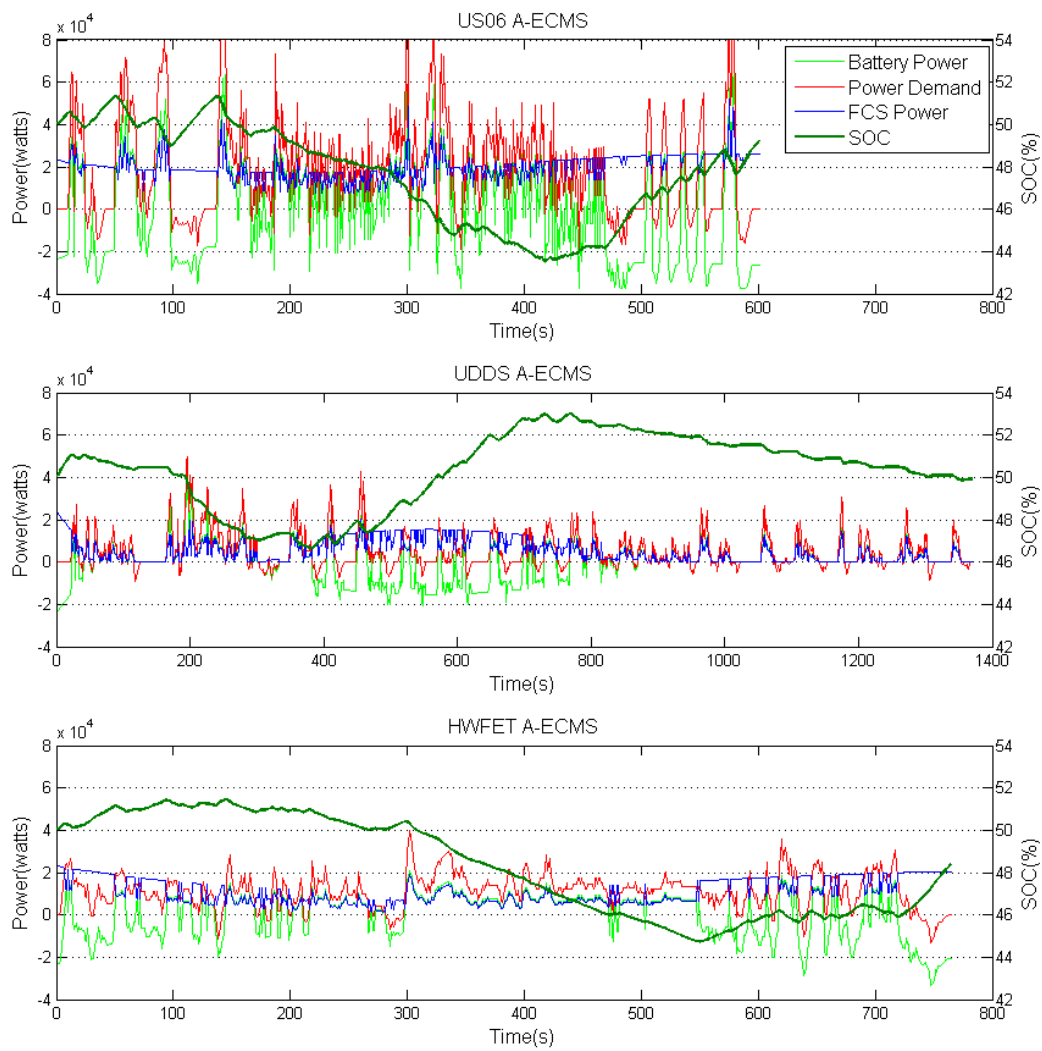 US06 A-ECMS
x 10^4
8
6
4
2
0
-2
-4
Power(watts)
54
52
50
48
46
44
42
SOC(%)
Battery Power
Power Demand
FCS Power
SOC
0 100 200 300 400 500 600 700 800
Time(s)
UDDS A-ECMS
x 10^4
8
6
4
2
0
-2
-4
Power(watts)
54
52
50
48
46
44
42
SOC(%)
0 200 400 600 800 1000 1200 1400
Time(s)
HWFET A-ECMS
x 10^4
8
6
4
2
0
-2
-4
Power(watts)
54
52
50
48
46
44
42
SOC(%)
0 100 200 300 400 500 600 700 800
Time(s)